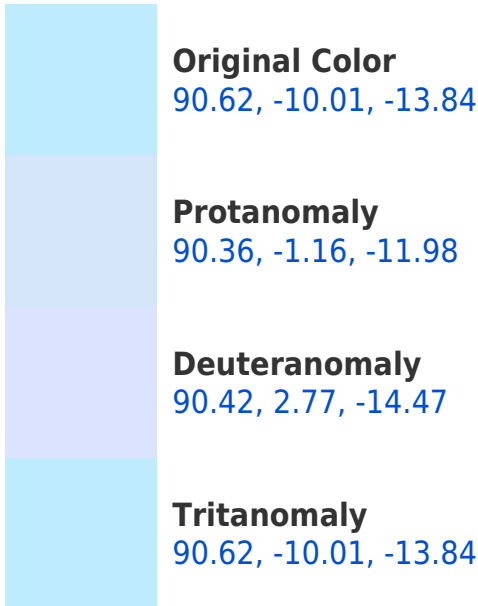 Original Color
90.62, -10.01, -13.84
Protanomaly
90.36, -1.16, -11.98
Deuteranomaly
90.42, 2.77, -14.47
Tritanomaly
90.62, -10.01, -13.84